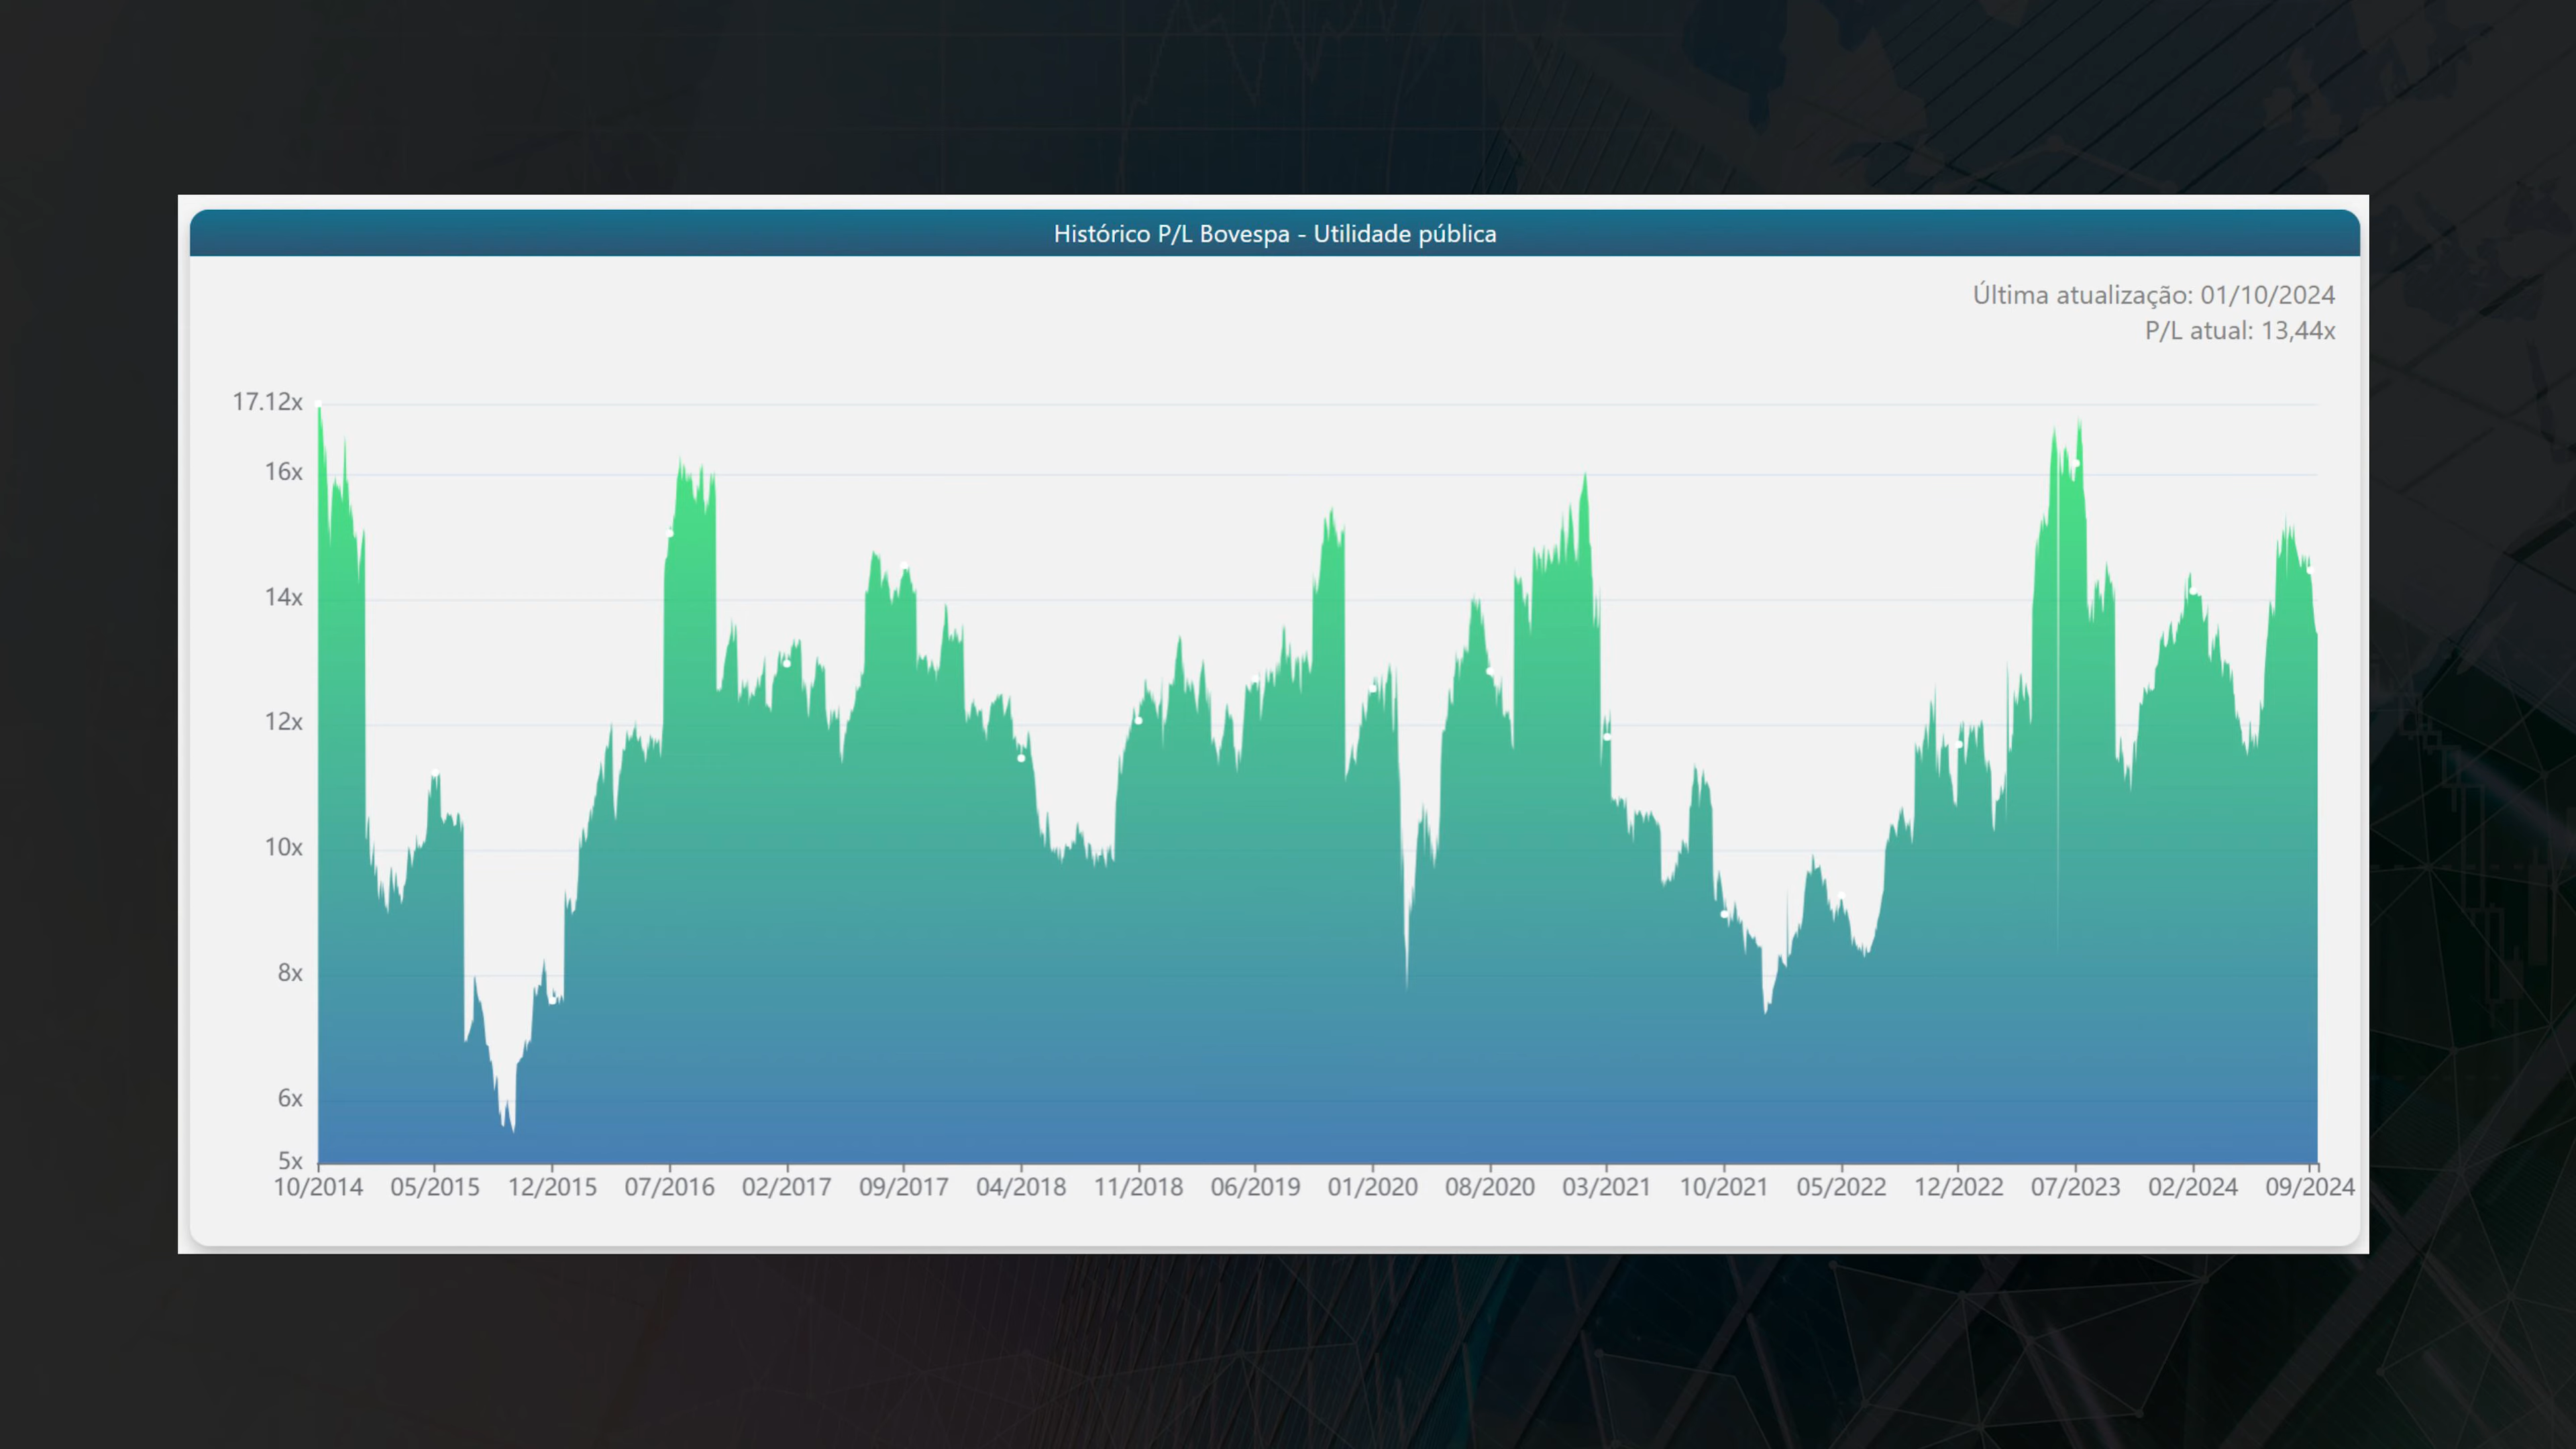 Histórico P/L Bovespa - Utilidade pública
Última atualização: 01/10/2024
P/L atual: 13,44x
17.12x
16x
14x
12x
10x
8x
6x
5x
10/2014 05/2015 12/2015 07/2016 02/2017 09/2017 04/2018 11/2018 06/2019 01/2020 08/2020 03/2021 10/2021 05/2022 12/2022 07/2023 02/2024 09/2024